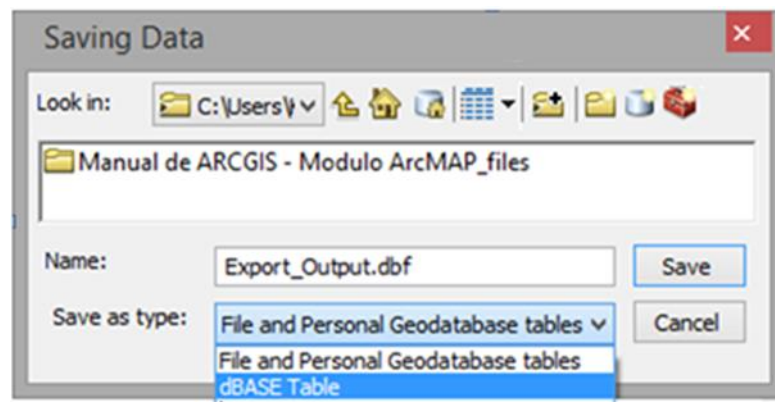 Saving Data
Look in: C:\Users\
Manual de ARCGIS - Modulo ArcMAP_files
Name: Export_Output.dbf Save
Save as type: File and Personal Geodatabase tables Cancel
File and Personal Geodatabase tables
dBASE Table